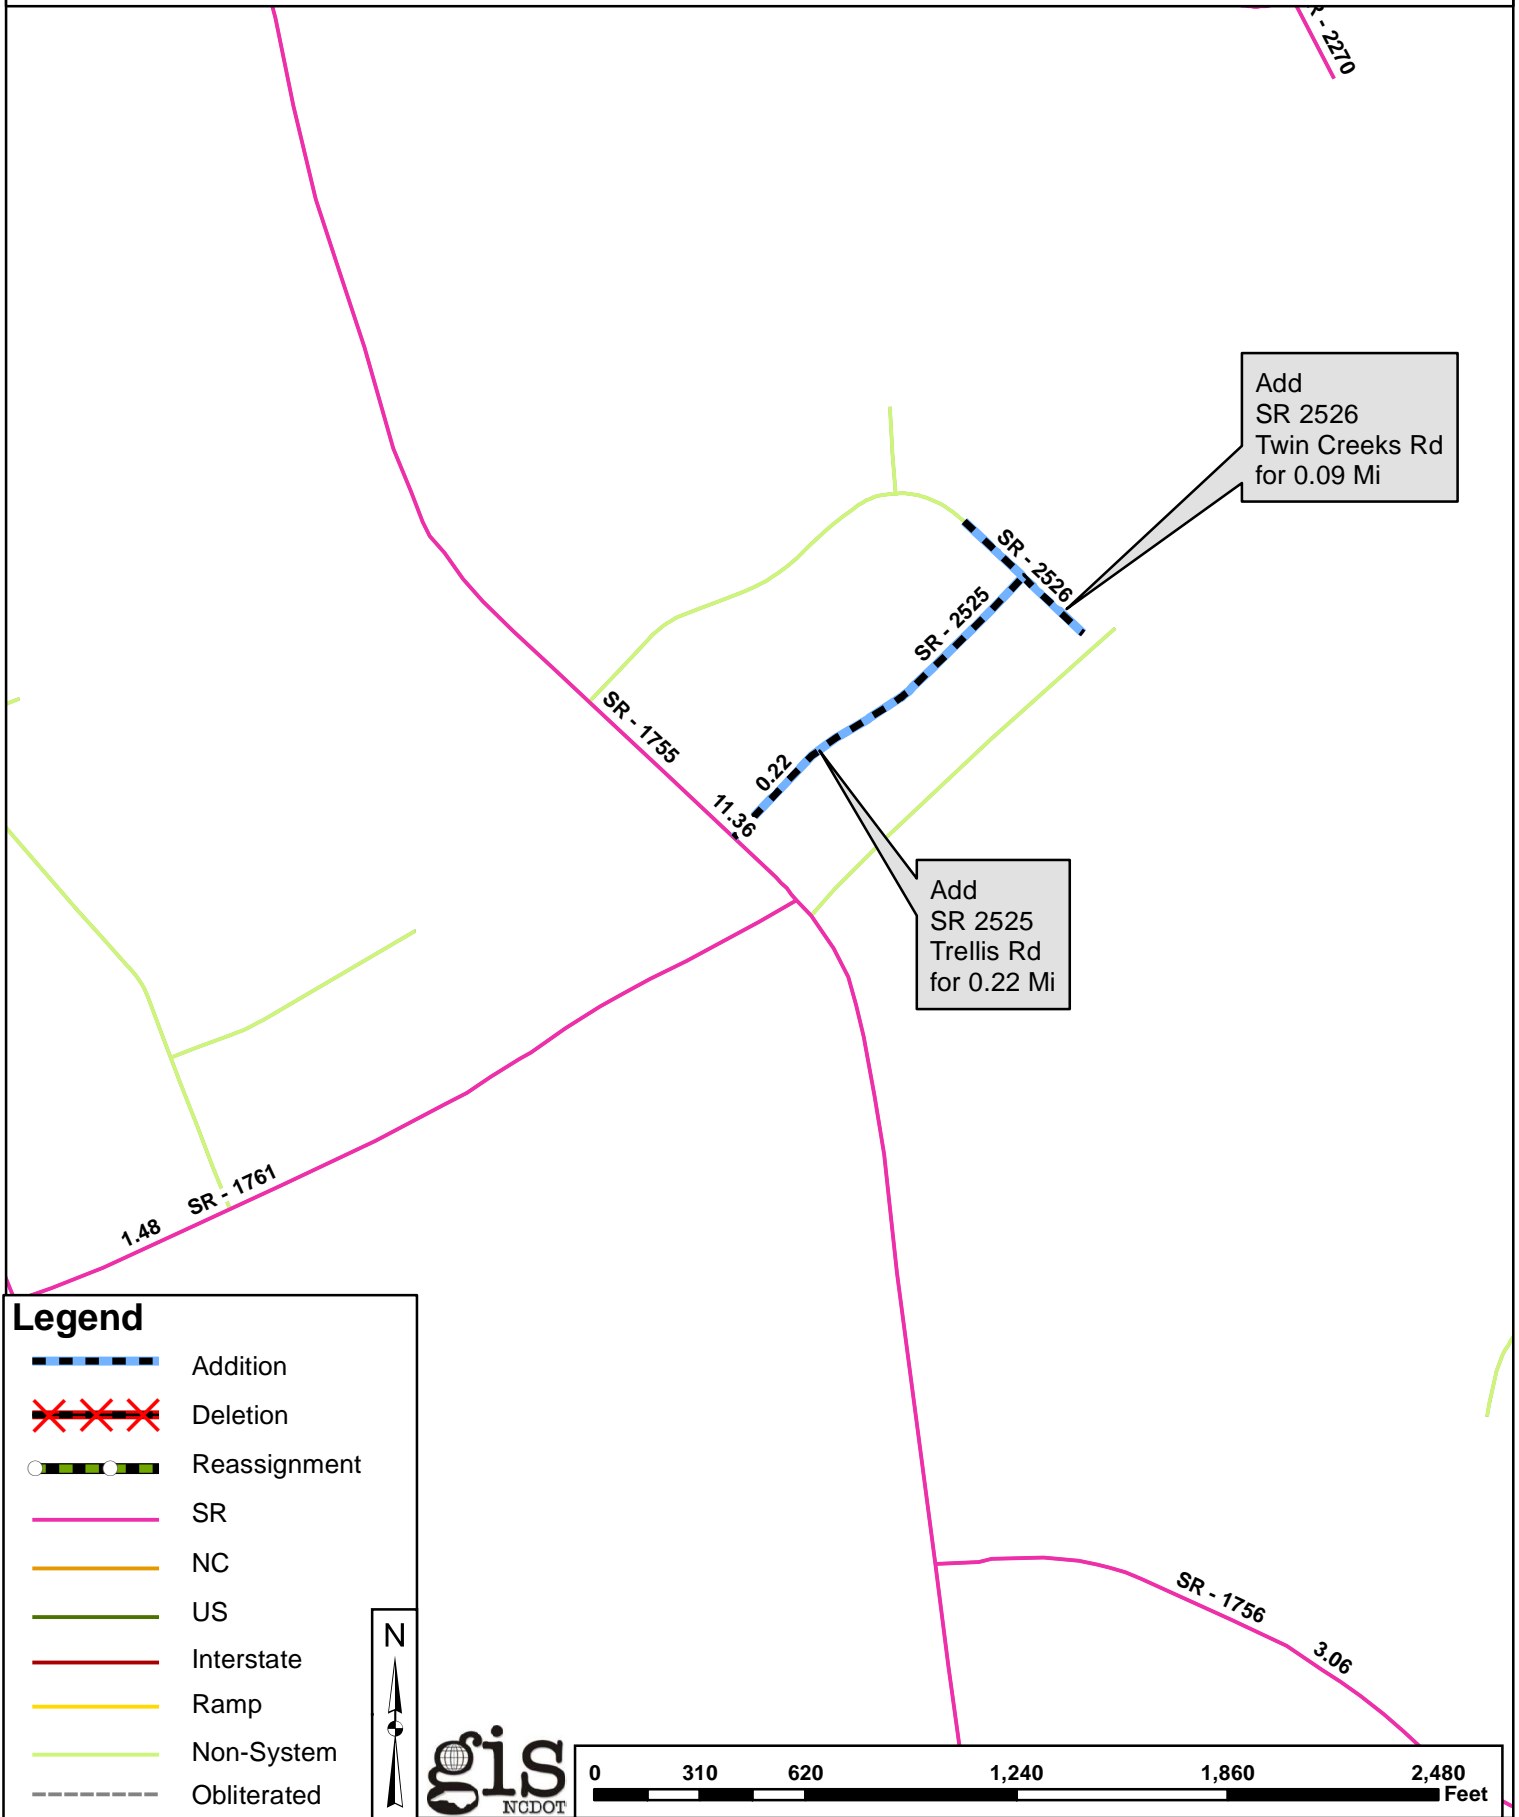 R - 2270
Add
SR 2526
Twin Creeks Rd
for 0.09 Mi
SR - 2526
SR - 2525
SR - 1755
0.22
11.36
Add
SR 2525
Trellis Rd
for 0.22 Mi
SR - 1761
1.48
Legend
Addition
Deletion
Reassignment
SR
NC
US
Interstate
Ramp
Non-System
Obliterated
N
gis
NCDOT
SR - 1756
3.06
0 310 620 1,240 1,860 2,480
Feet